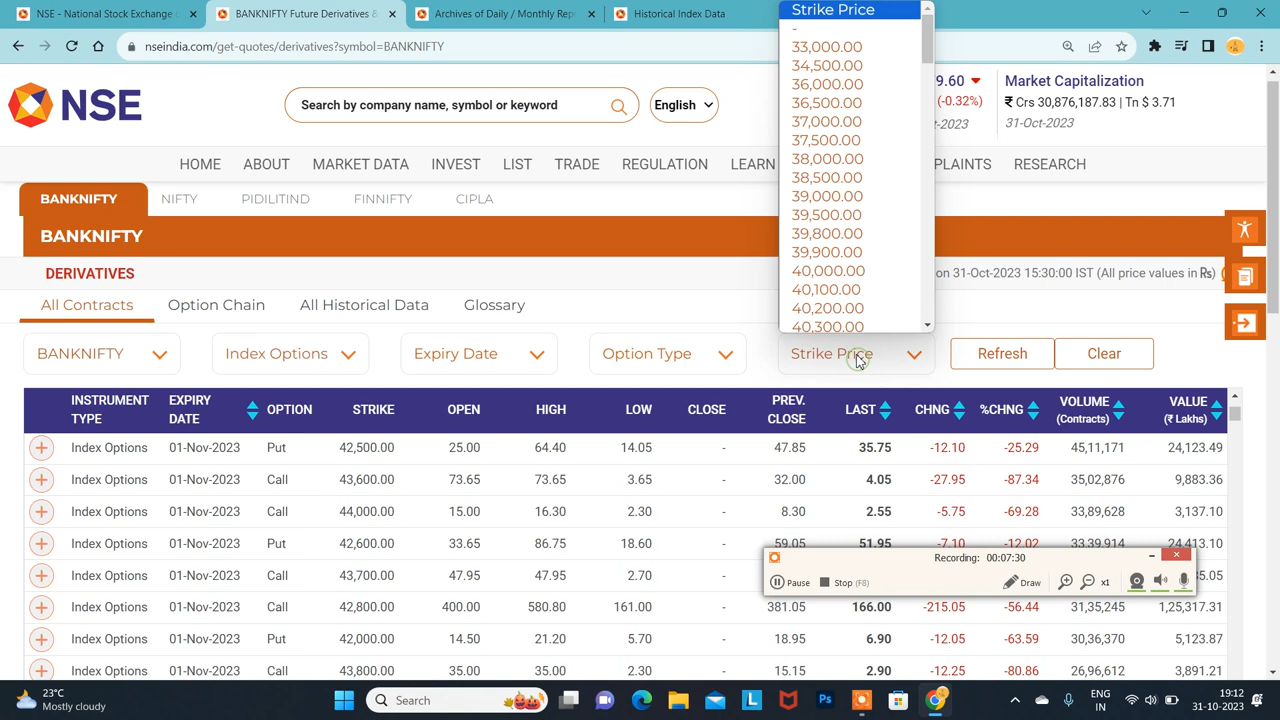 BANKNIFTY Future Derivatives &
Archives of Daily / Monthly Rep
Historical Index Data
nseindia.com/get-quotes/derivatives?symbol=BANKNIFTY
NSE
Search by company name, symbol or keyword
English
9.60
(-0.32%)
Market Capitalization
₹ Crs 30,876,187.83 | Tn $ 3.71
31-Oct-2023
HOME ABOUT MARKET DATA INVEST LIST TRADE REGULATION LEARN PLAINTS RESEARCH
BANKNIFTY NIFTY PIDILITIND FINNIFTY CIPLA
BANKNIFTY
DERIVATIVES
on 31-Oct-2023 15:30:00 IST (All price values in ₹)
All Contracts Option Chain All Historical Data Glossary
Strike Price
-
33,000.00
34,500.00
36,000.00
36,500.00
37,000.00
37,500.00
38,000.00
38,500.00
39,000.00
39,500.00
39,800.00
39,900.00
40,000.00
40,100.00
40,200.00
40,300.00
BANKNIFTY Index Options Expiry Date Option Type Strike Price Refresh Clear
INSTRUMENT TYPE EXPIRY DATE OPTION STRIKE OPEN HIGH LOW CLOSE PREV. CLOSE LAST CHNG %CHNG VOLUME (Contracts) VALUE (₹ Lakhs)
Index Options 01-Nov-2023 Put 42,500.00 25.00 64.40 14.05 - 47.85 35.75 -12.10 -25.29 45,11,171 24,123.49
Index Options 01-Nov-2023 Call 43,600.00 73.65 73.65 3.65 - 32.00 4.05 -27.95 -87.34 35,02,876 9,883.36
Index Options 01-Nov-2023 Call 44,000.00 15.00 16.30 2.30 - 8.30 2.55 -5.75 -69.28 33,89,628 3,137.10
Index Options 01-Nov-2023 Put 42,600.00 33.65 86.75 18.60 - 59.05 51.95 -7.10 -12.02 33,39,914 24,413.10
Index Options 01-Nov-2023 Call 43,700.00 47.95 47.95 2.70 -
Recording: 00:07:30
Pause Stop (F8) Draw x1
Index Options 01-Nov-2023 Call 42,800.00 400.00 580.80 161.00 - 381.05 166.00 -215.05 -56.44 31,35,245 1,25,317.31
Index Options 01-Nov-2023 Put 42,000.00 14.50 21.20 5.70 - 18.95 6.90 -12.05 -63.59 30,36,370 5,123.87
Index Options 01-Nov-2023 Call 43,800.00 35.00 35.00 2.30 - 15.15 2.90 -12.25 -80.86 26,96,612 3,891.21
23°C
Mostly cloudy
Search
ENG
IN
19:12
31-10-2023